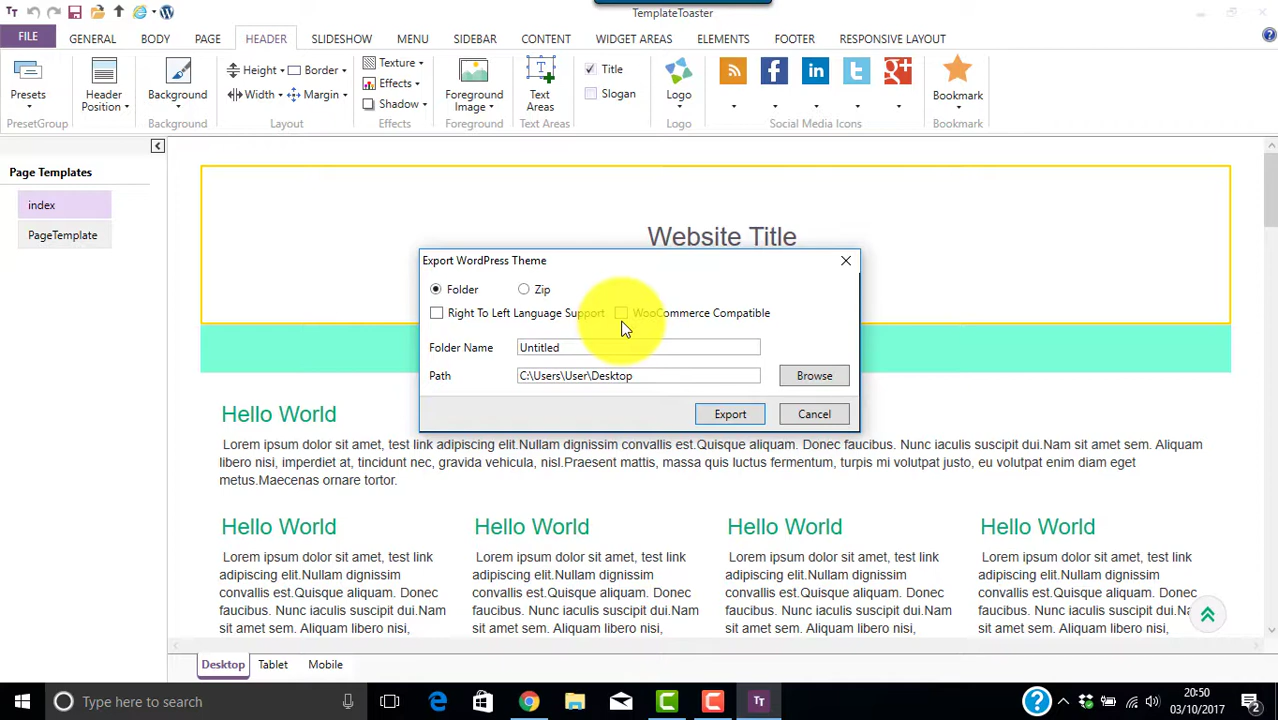 TemplateToaster
FILE GENERAL BODY PAGE HEADER SLIDESHOW MENU SIDEBAR CONTENT WIDGET AREAS ELEMENTS FOOTER RESPONSIVE LAYOUT
Presets
PresetGroup
Header Position
Background
Background
Height Border
Width Margin
Layout
Texture
Effects
Shadow
Effects
Foreground Image
Foreground
Text Areas
Text Areas
Title
Slogan
Logo
Logo
Social Media Icons
Bookmark
Bookmark
Page Templates
index
PageTemplate
Website Title
Export WordPress Theme
Folder Zip
Right To Left Language Support WooCommerce Compatible
Folder Name Untitled
Path C:\Users\User\Desktop Browse
Export Cancel
Hello World
Lorem ipsum dolor sit amet, test link adipiscing elit.Nullam dignissim convallis est.Quisque aliquam. Donec faucibus. Nunc iaculis suscipit dui.Nam sit amet sem. Aliquam
libero nisi, imperdiet at, tincidunt nec, gravida vehicula, nisl.Praesent mattis, massa quis luctus fermentum, turpis mi volutpat justo, eu volutpat enim diam eget
metus.Maecenas ornare tortor.
Hello World
Lorem ipsum dolor sit amet, test link
adipiscing elit.Nullam dignissim
convallis est.Quisque aliquam. Donec
faucibus. Nunc iaculis suscipit dui.Nam
sit amet sem. Aliquam libero nisi,
Hello World
Lorem ipsum dolor sit amet, test link
adipiscing elit.Nullam dignissim
convallis est.Quisque aliquam. Donec
faucibus. Nunc iaculis suscipit dui.Nam
sit amet sem. Aliquam libero nisi,
Hello World
Lorem ipsum dolor sit amet, test link
adipiscing elit.Nullam dignissim
convallis est.Quisque aliquam. Donec
faucibus. Nunc iaculis suscipit dui.Nam
sit amet sem. Aliquam libero nisi,
Hello World
Lorem ipsum dolor sit amet, test link
adipiscing elit.Nullam dignissim
convallis est.Quisque aliquam. Donec
faucibus. Nunc iaculis suscipit dui.Nam
sit amet sem. Aliquam libero nisi,
Desktop Tablet Mobile
Type here to search
20:50
03/10/2017